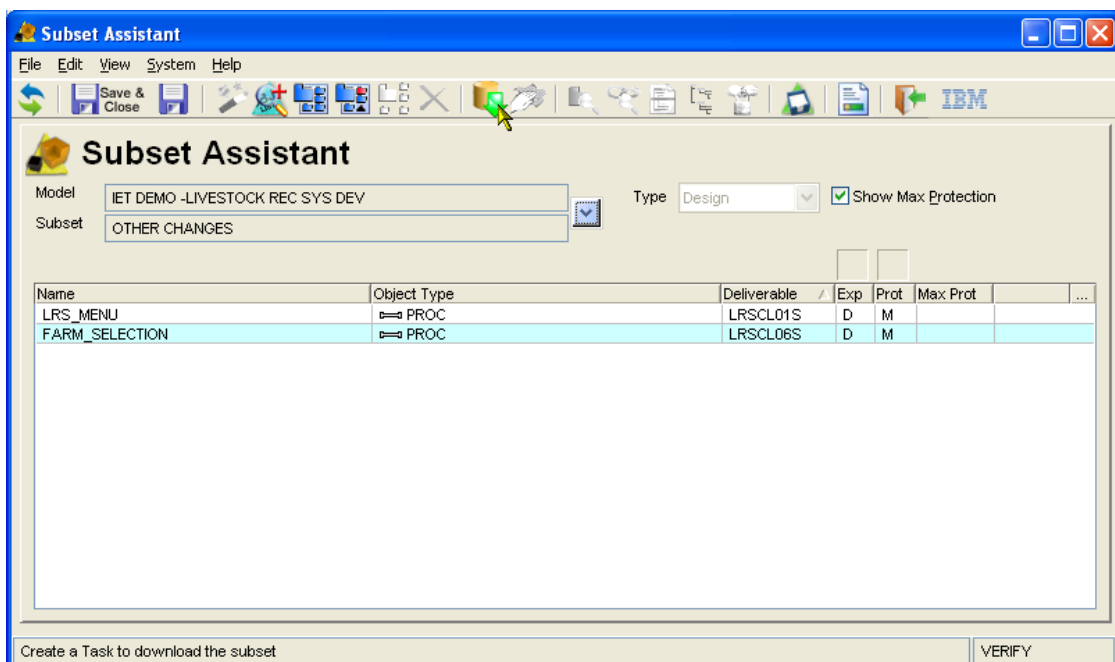 Subset Assistant
File Edit View System Help
Save & Close IBM
Subset Assistant
Model IET DEMO -LIVESTOCK REC SYS DEV Type Design Show Max Protection
Subset OTHER CHANGES
Name Object Type Deliverable Exp Prot Max Prot ...
LRS_MENU PROC LRSCL01S D M
FARM_SELECTION PROC LRSCL06S D M
Create a Task to download the subset VERIFY